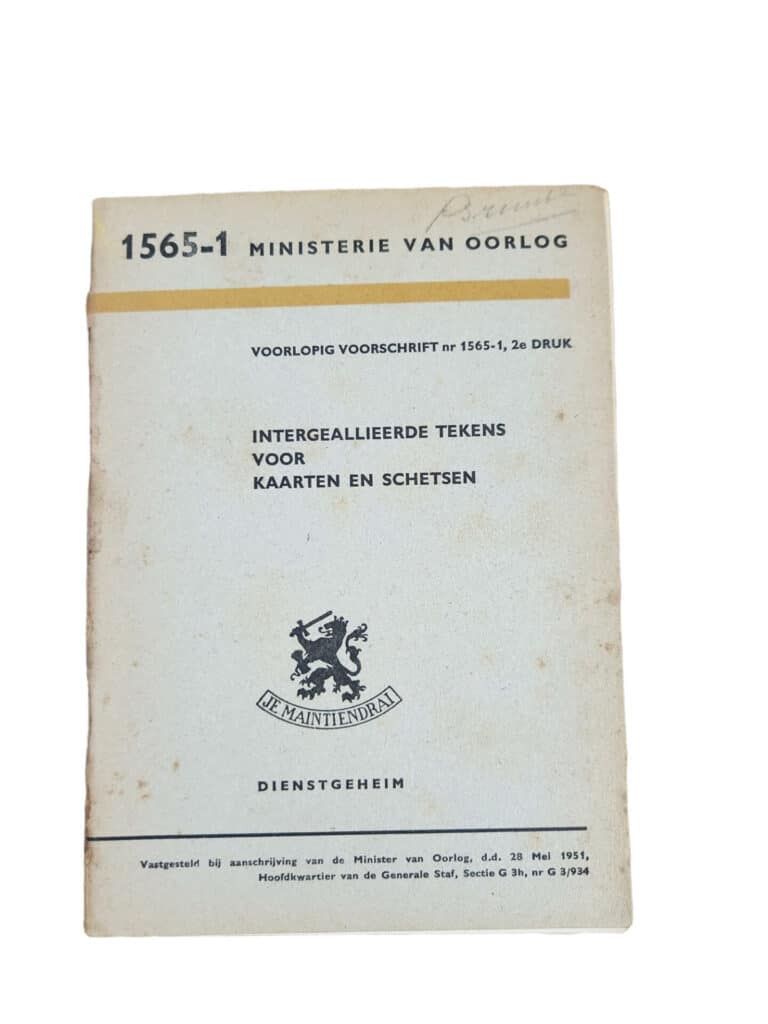 1565-1 MINISTERIE VAN OORLOG
VOORLOPIG VOORSCHRIFT nr 1565-1, 2e DRUK
INTERGEALLIEERDE TEKENS
VOOR
KAARTEN EN SCHETSEN
JE MAINTIENDRAI
DIENSTGEHEIM
Vastgesteld bij aanschrijving van de Minister van Oorlog, d.d. 28 Mei 1951,
Hoofdkwartier van de Generale Staf, Sectie G 3h, nr G 3/934